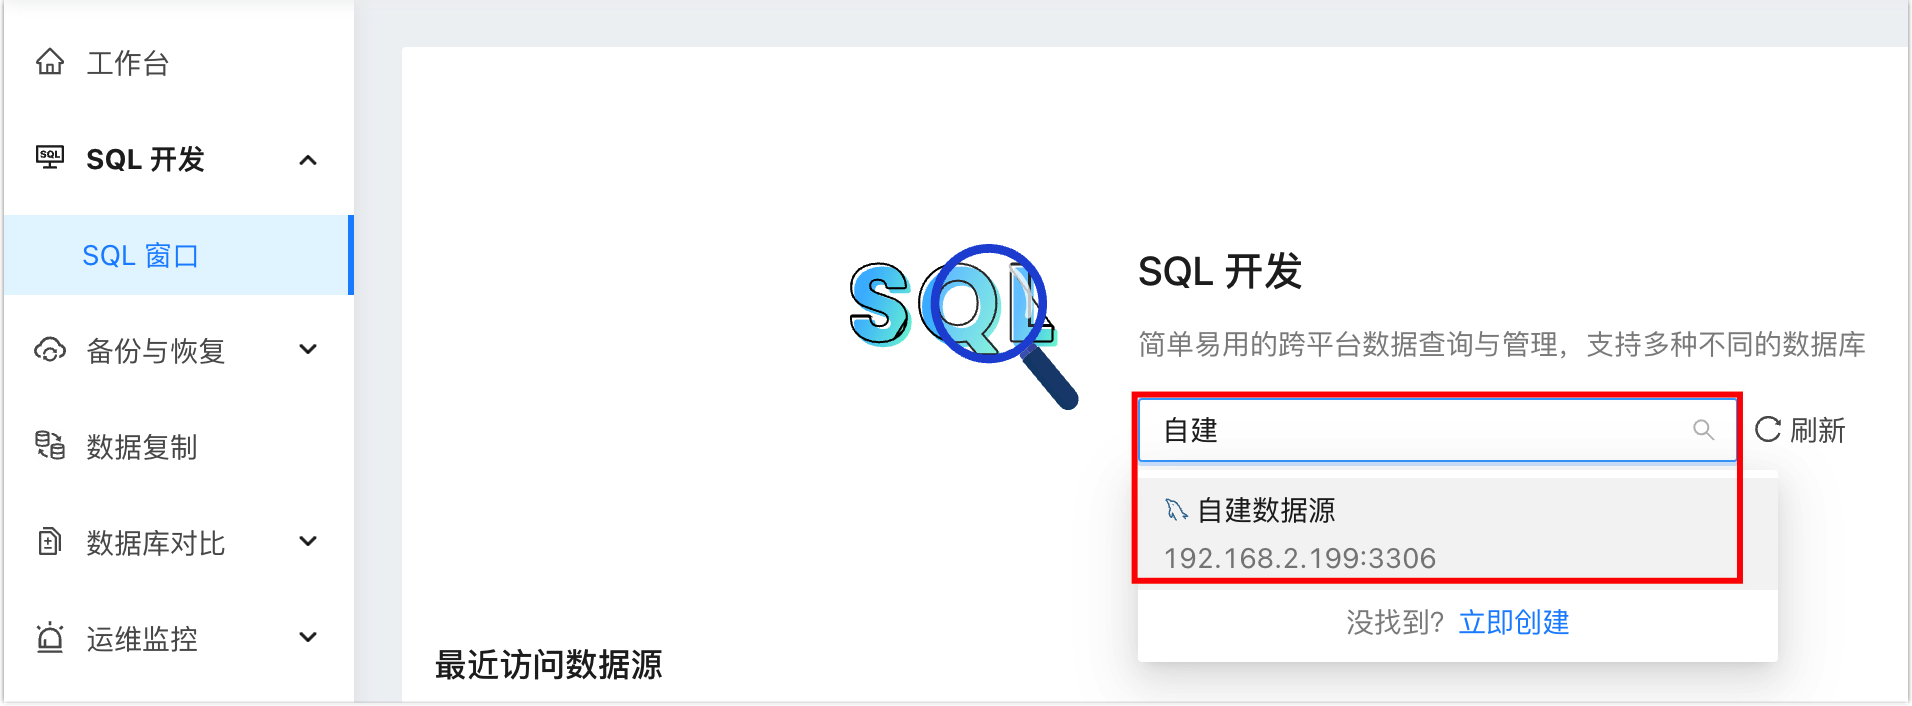 工作台
SQL 开发
SQL 窗口
备份与恢复
数据复制
数据库对比
运维监控
SQL
SQL 开发
简单易用的跨平台数据查询与管理，支持多种不同的数据库
自建
刷新
自建数据源
192.168.2.199:3306
没找到? 立即创建
最近访问数据源